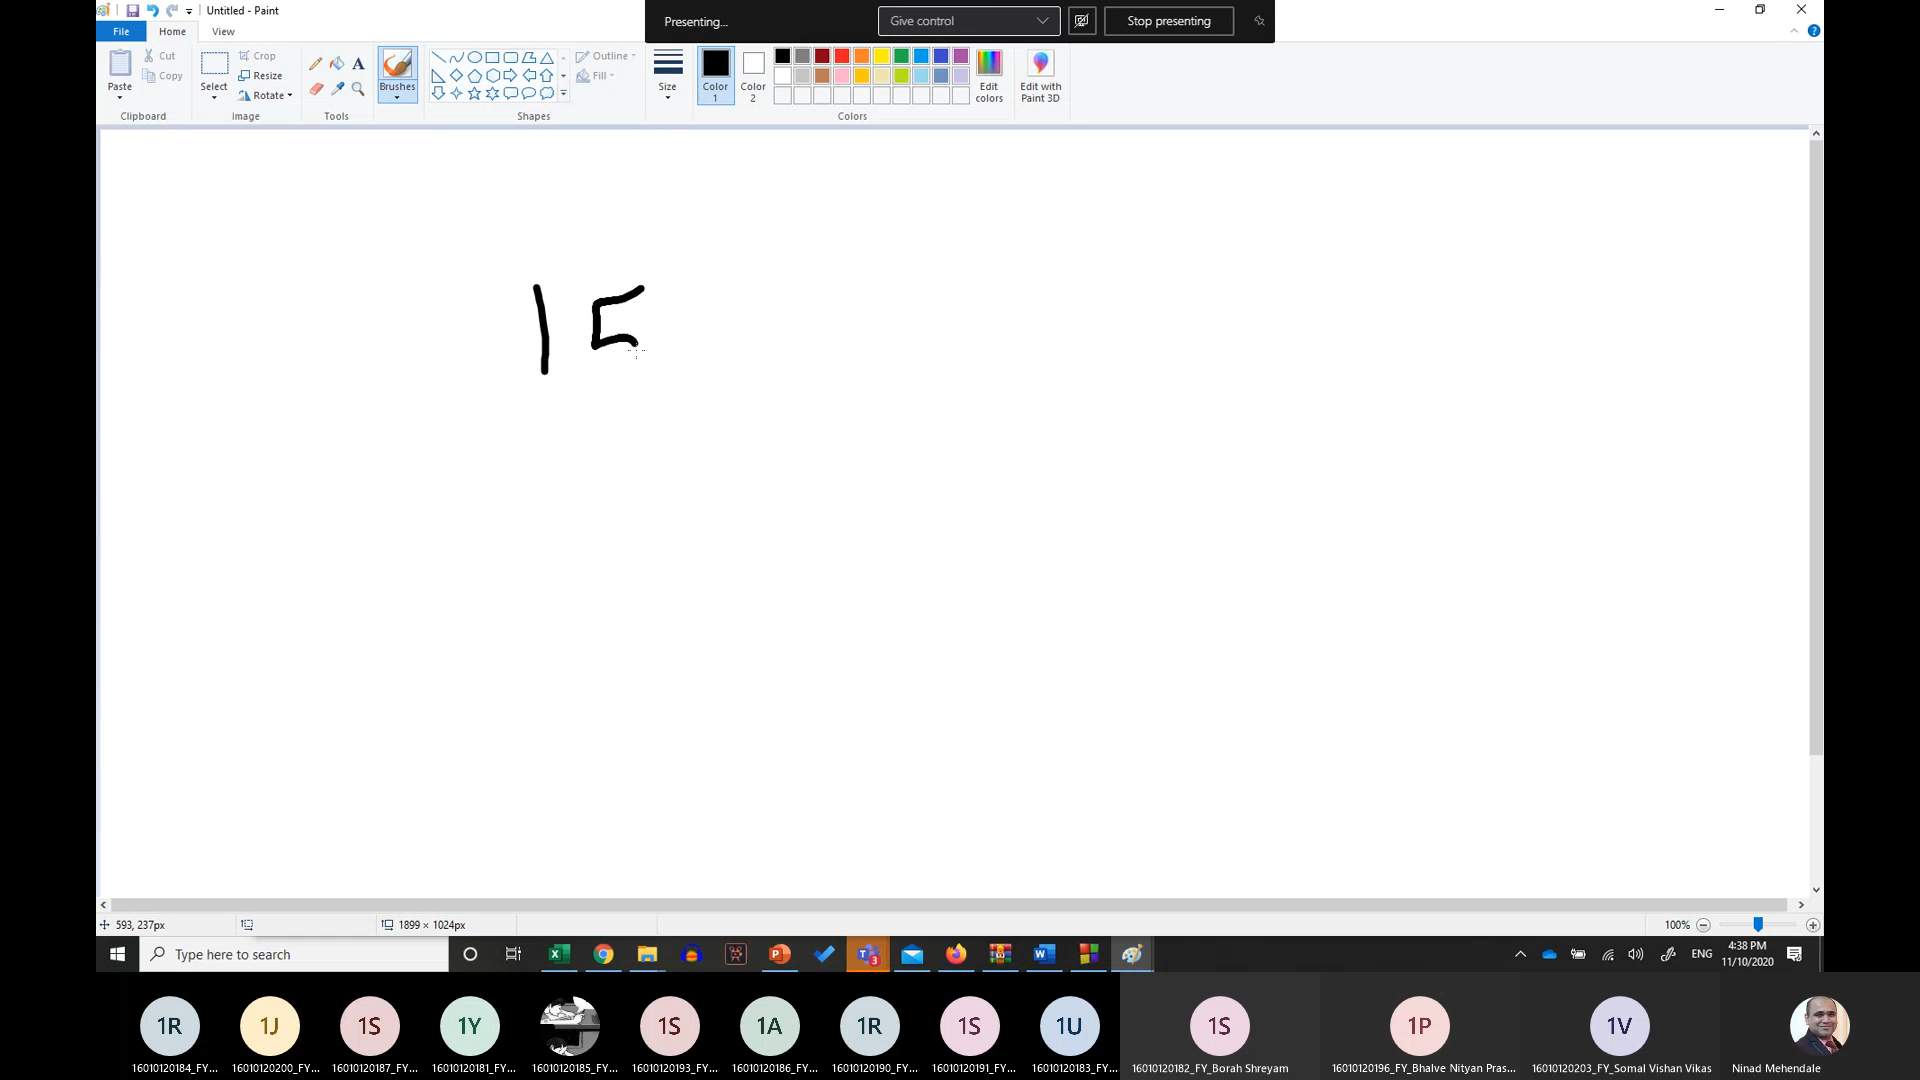 Untitled - Paint
Presenting...
Give control
Stop presenting
File
Home
View
Paste
Cut
Copy
Clipboard
Select
Crop
Resize
Rotate
Image
Tools
Brushes
Shapes
Outline
Fill
Size
Color 1
Color 2
Edit colors
Colors
Edit with Paint 3D
15
593, 237px
1899 × 1024px
100%
Type here to search
ENG
4:38 PM
11/10/2020
1R
1J
1S
1Y
1S
1A
1R
1S
1U
1S
1P
1V
16010120184_FY...
16010120200_FY...
16010120187_FY...
16010120181_FY...
16010120185_FY...
16010120193_FY...
16010120186_FY...
16010120190_FY...
16010120191_FY...
16010120183_FY...
16010120182_FY_Borah Shreyam
16010120196_FY_Bhalve Nityan Pras...
16010120203_FY_Somal Vishan Vikas
Ninad Mehendale